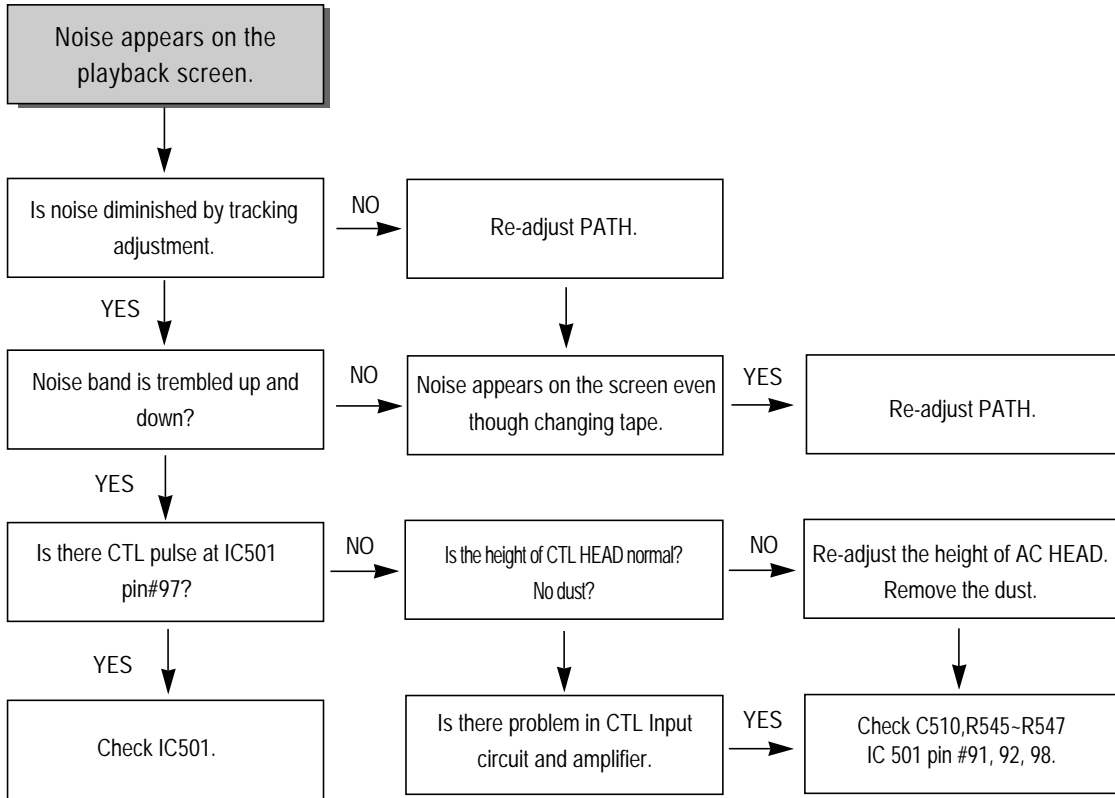 Noise appears on the
playback screen.
Is noise diminished by tracking
adjustment.
NO
Re-adjust PATH.
YES
Noise band is trembled up and
down?
NO
Noise appears on the screen even
though changing tape.
YES
Re-adjust PATH.
YES
Is there CTL pulse at IC501
pin#97?
NO
Is the height of CTL HEAD normal?
No dust?
NO
Re-adjust the height of AC HEAD.
Remove the dust.
YES
Check IC501.
Is there problem in CTL Input
circuit and amplifier.
YES
Check C510,R545~R547
IC 501 pin #91, 92, 98.